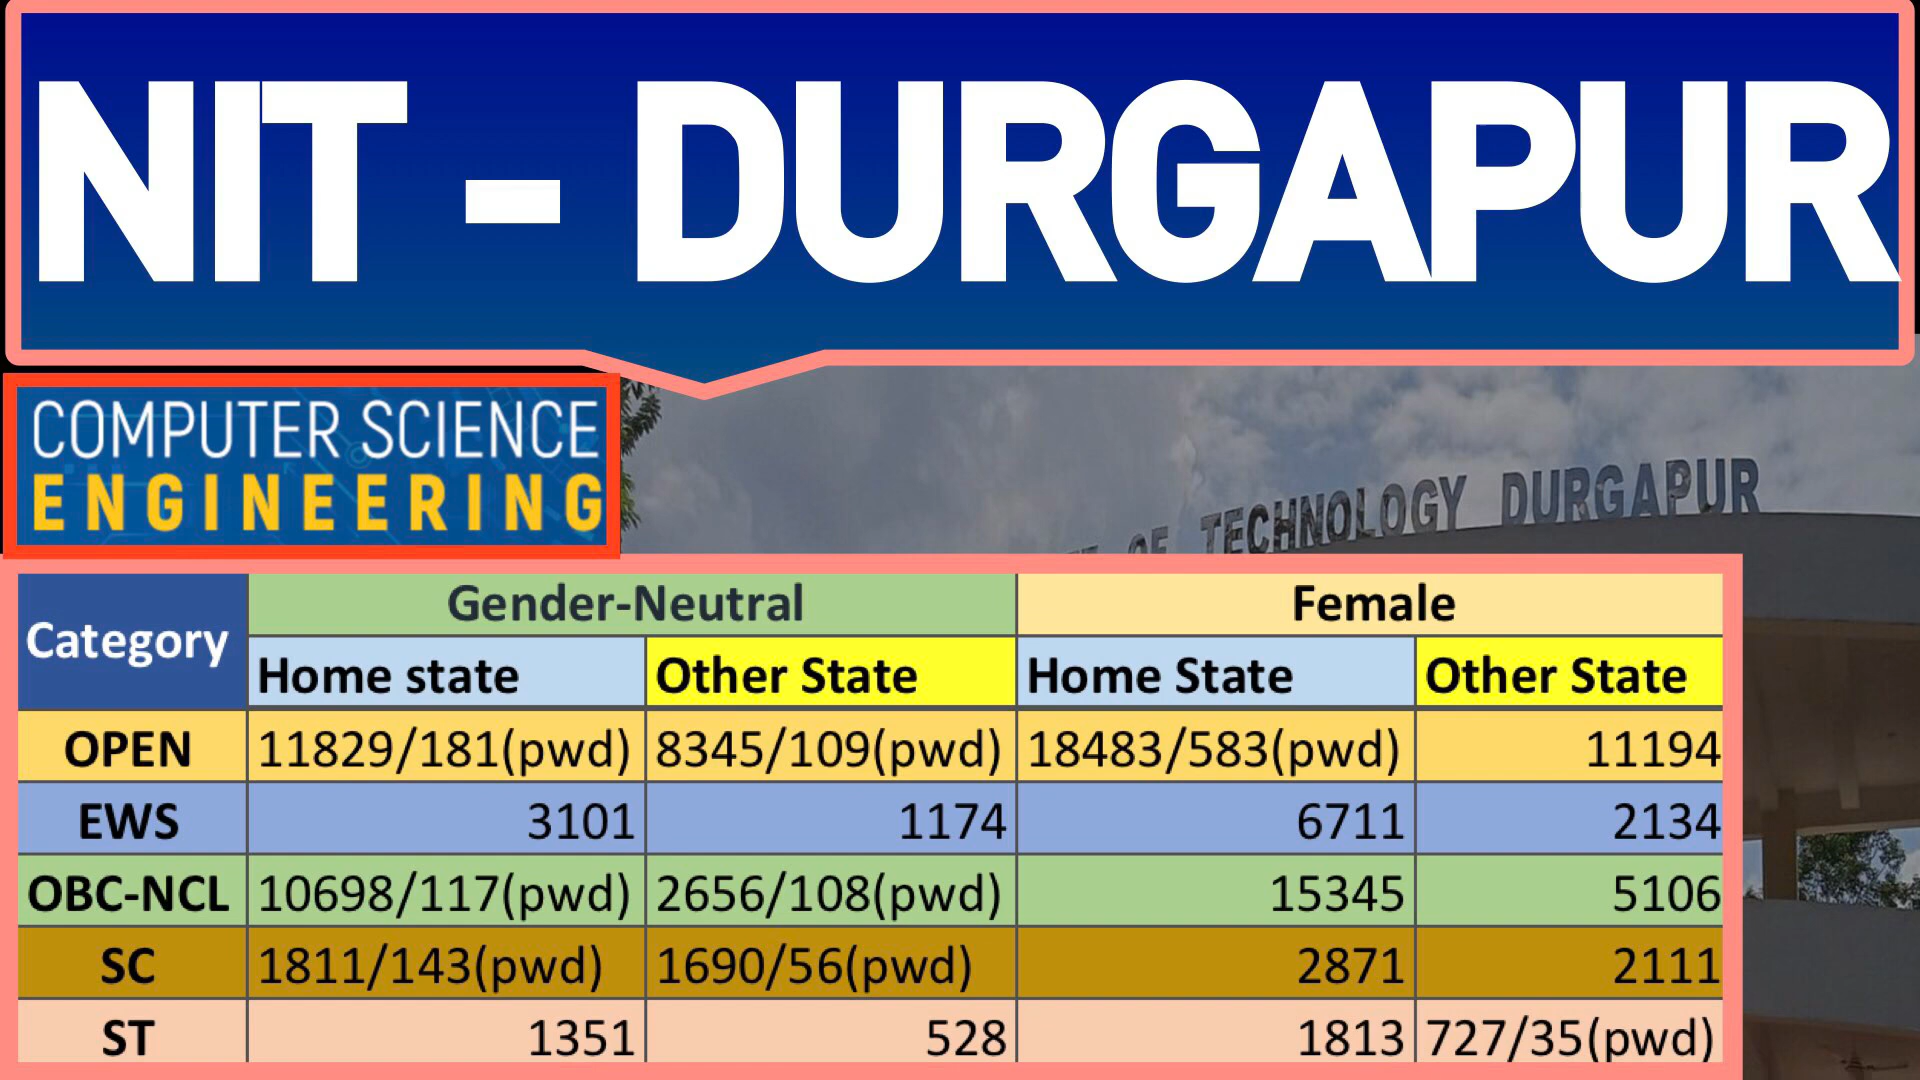 NIT - DURGAPUR
COMPUTER SCIENCE
ENGINEERING
OF TECHNOLOGY DURGAPUR
Category Gender-Neutral Female
Home state Other State Home State Other State
OPEN 11829/181(pwd) 8345/109(pwd) 18483/583(pwd) 11194
EWS 3101 1174 6711 2134
OBC-NCL 10698/117(pwd) 2656/108(pwd) 15345 5106
SC 1811/143(pwd) 1690/56(pwd) 2871 2111
ST 1351 528 1813 727/35(pwd)